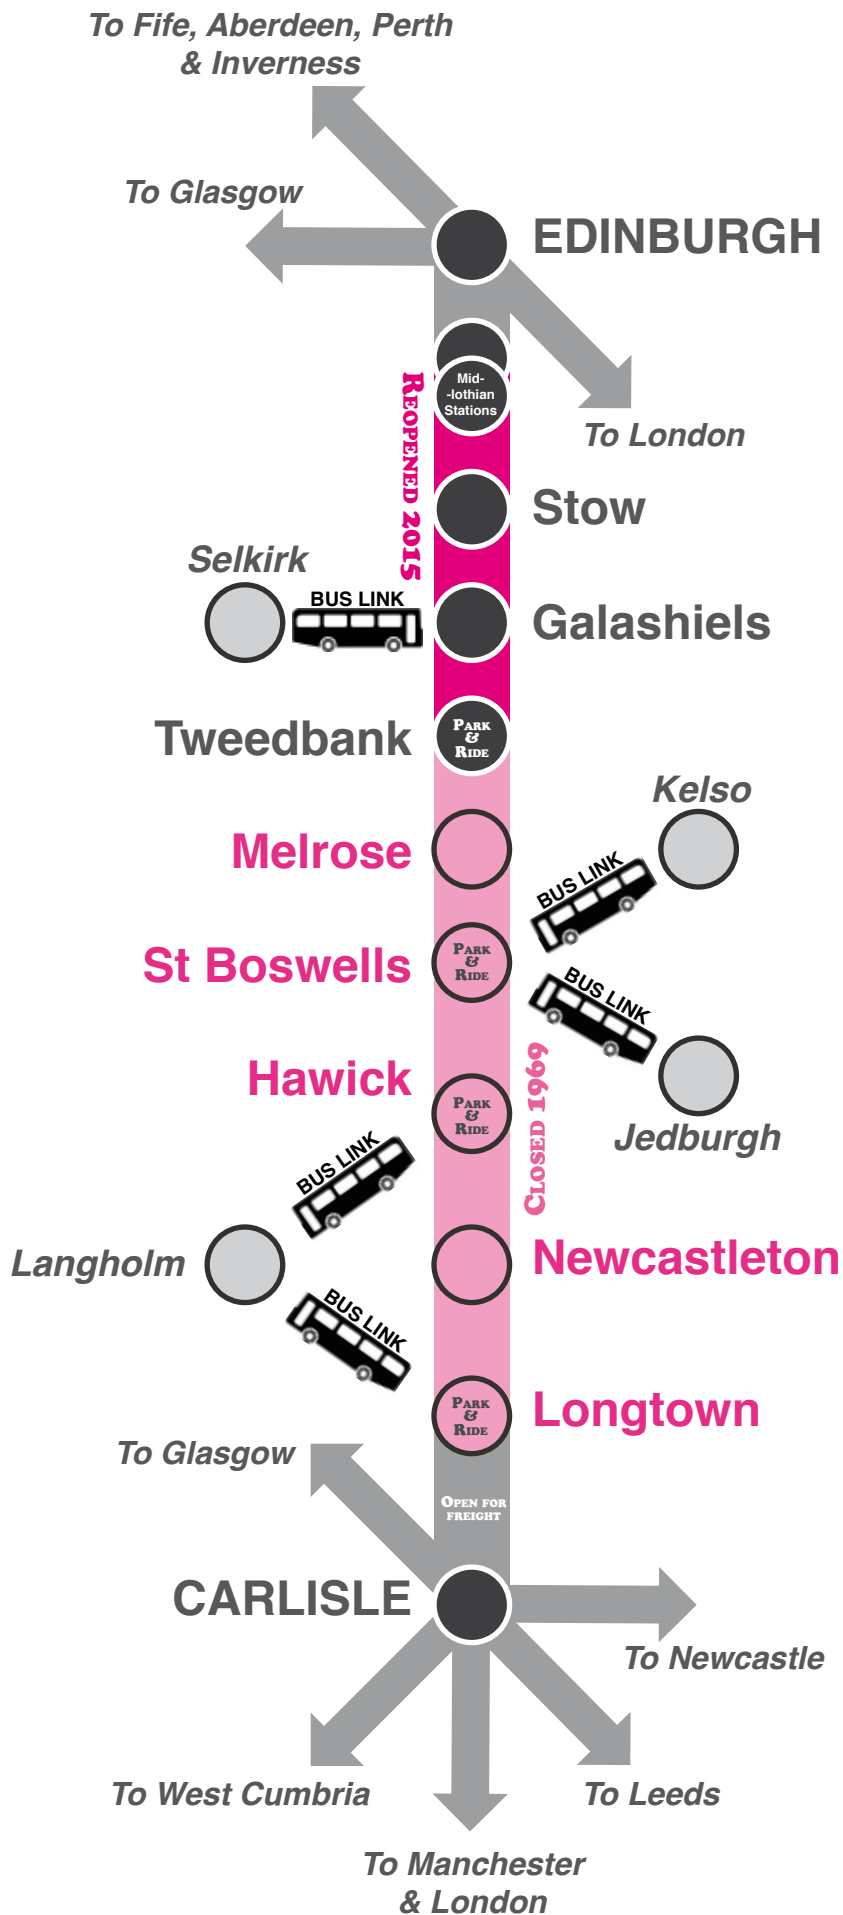 To Fife, Aberdeen, Perth
& Inverness
To Glasgow
EDINBURGH
Mid-
-lothian
Stations
To London
REOPENED 2015
Stow
Selkirk
BUS LINK
Galashiels
Tweedbank
PARK
&
RIDE
Kelso
Melrose
BUS LINK
St Boswells
PARK
&
RIDE
BUS LINK
Hawick
PARK
&
RIDE
CLOSED 1969
Jedburgh
BUS LINK
Langholm
Newcastleton
BUS LINK
PARK
&
RIDE
Longtown
To Glasgow
OPEN FOR
FREIGHT
CARLISLE
To Newcastle
To West Cumbria
To Leeds
To Manchester
& London